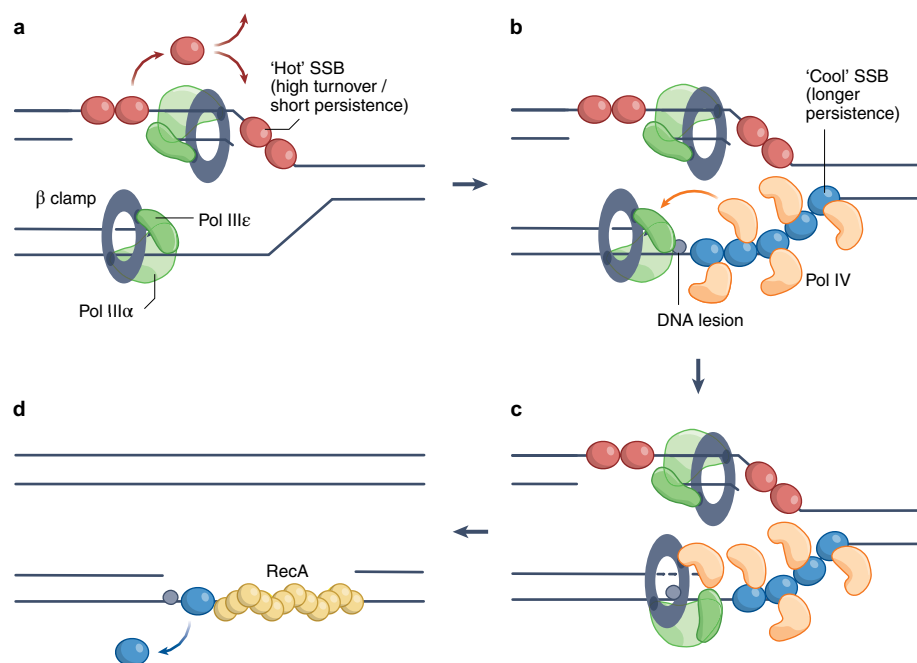 a
'Hot' SSB
(high turnover /
short persistence)
β clamp
Pol IIIε
Pol IIIα
b
'Cool' SSB
(longer
persistence)
Pol IV
DNA lesion
d
RecA
c